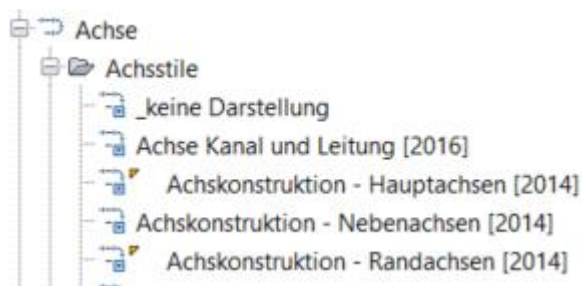 Achse
Achsstile
_keine Darstellung
Achse Kanal und Leitung [2016]
Achskonstruktion - Hauptachsen [2014]
Achskonstruktion - Nebenachsen [2014]
Achskonstruktion - Randachsen [2014]